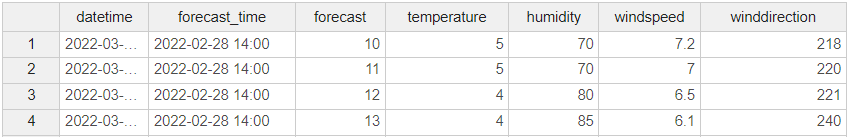 datetime forecast_time forecast temperature humidity windspeed winddirection
1 2022-03-... 2022-02-28 14:00 10 5 70 7.2 218
2 2022-03-... 2022-02-28 14:00 11 5 70 7 220
3 2022-03-... 2022-02-28 14:00 12 4 80 6.5 221
4 2022-03-... 2022-02-28 14:00 13 4 85 6.1 240